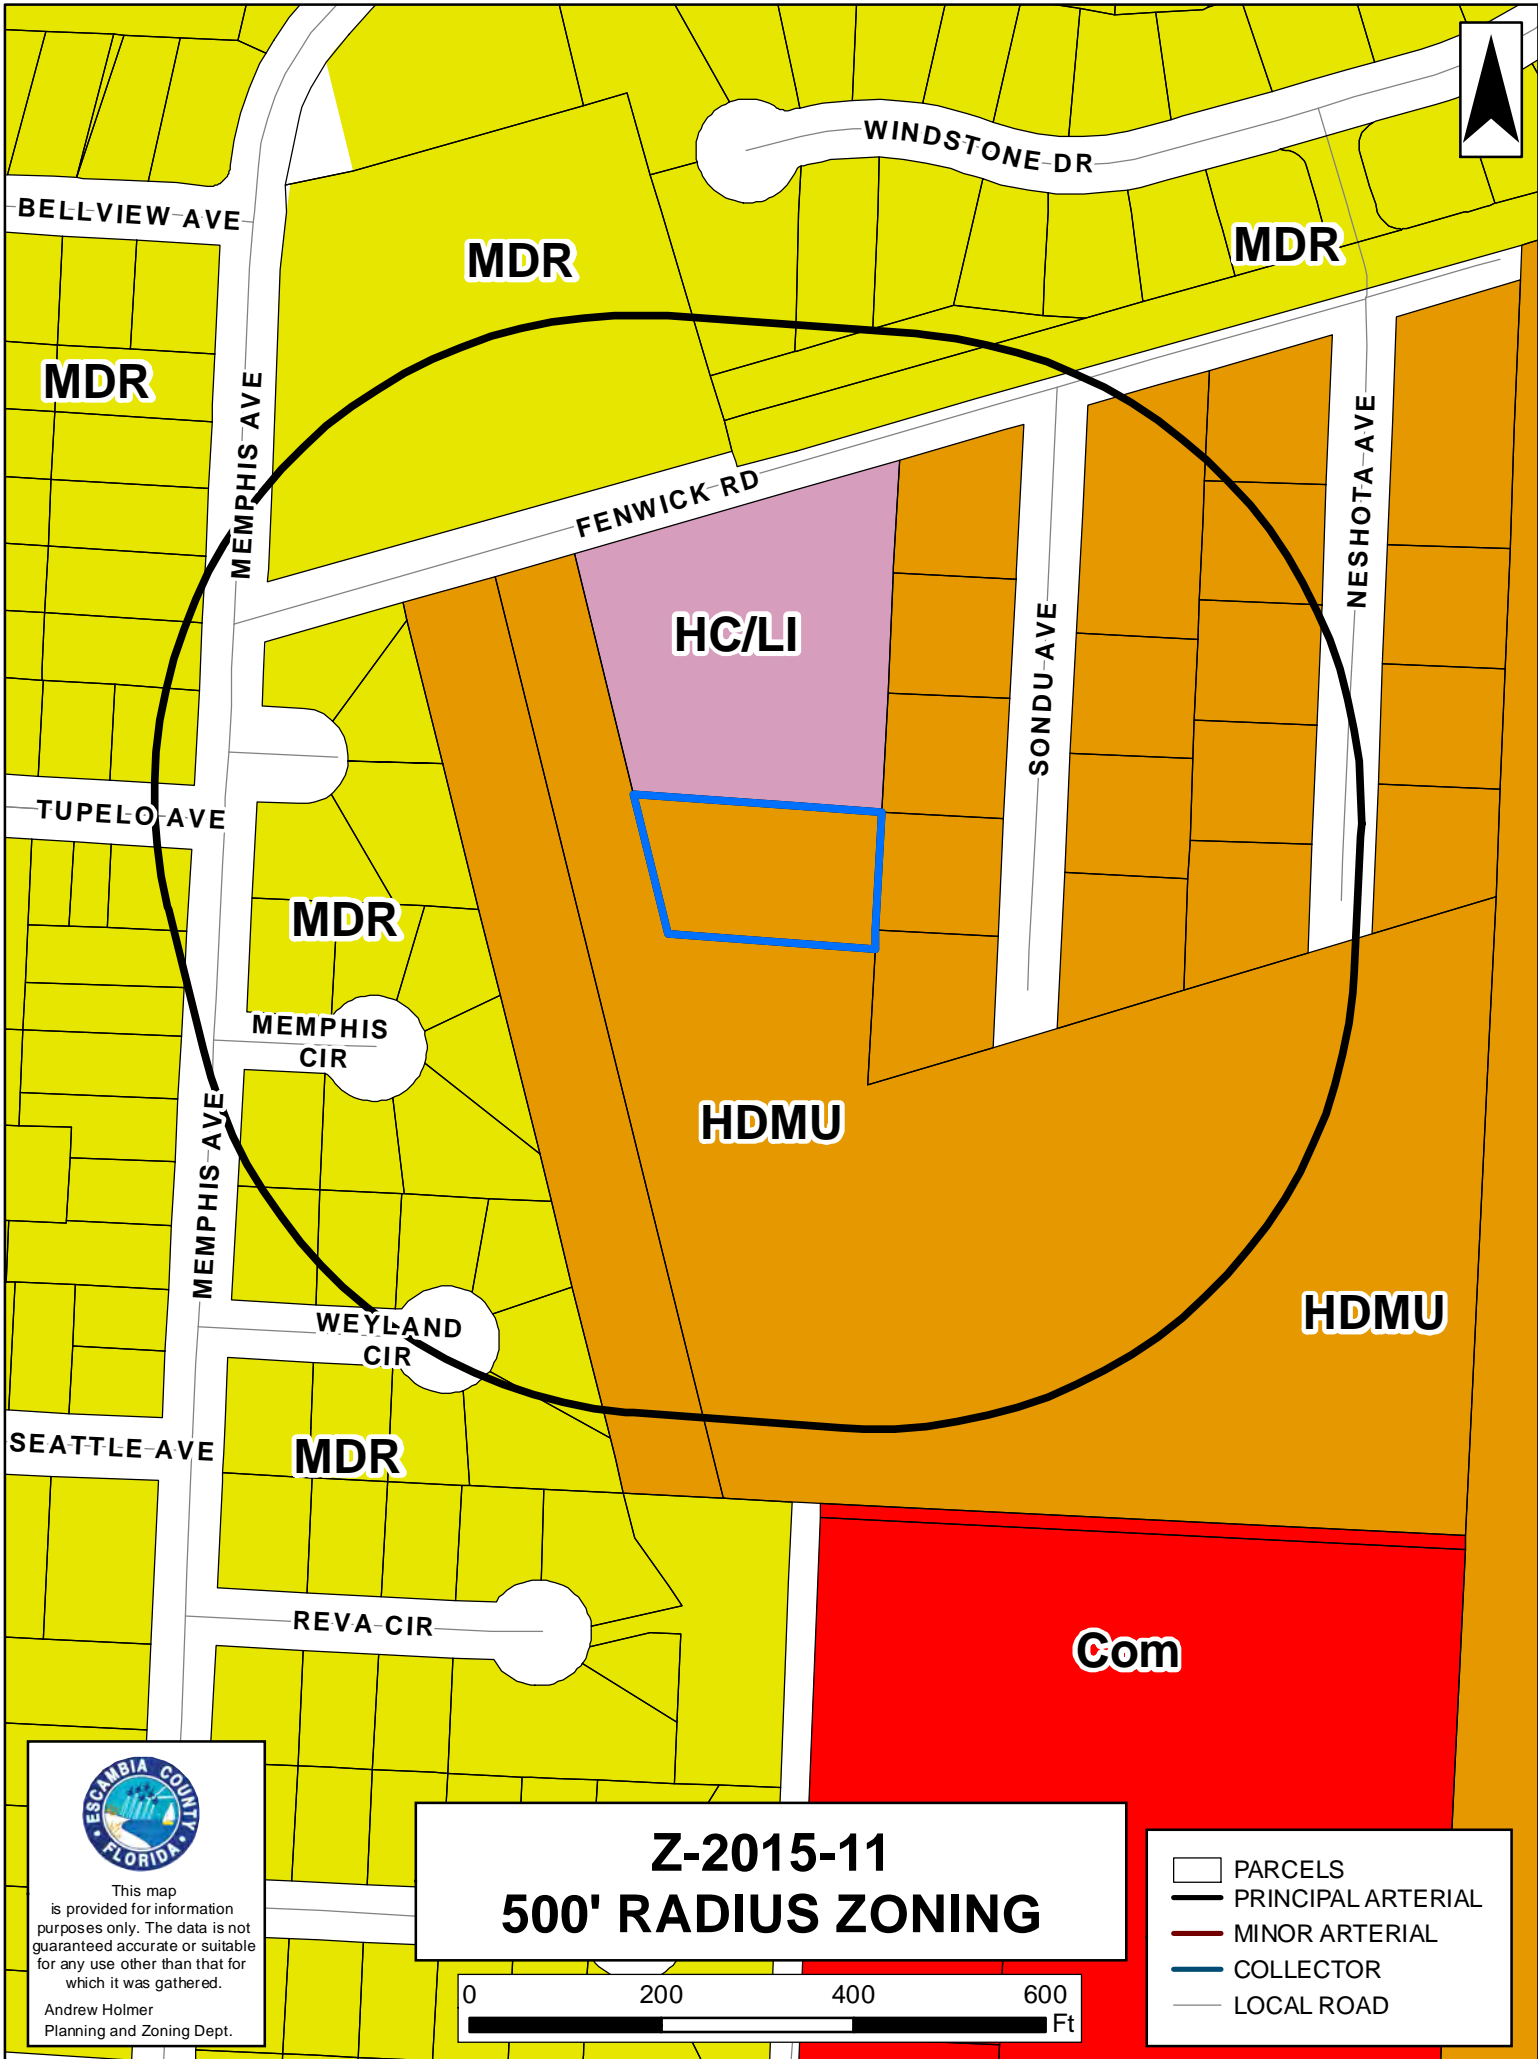 WINDSTONE DR
BELLVIEW AVE
MDR
MDR
MDR
MEMPHIS AVE
NESHOTA AVE
FENWICK RD
HC/LI
SONDU AVE
TUPELO AVE
MDR
MEMPHIS
CIR
HDMU
MEMPHIS AVE
HDMU
WEYLAND
CIR
SEATTLE AVE
MDR
REVA CIR
Com
ESCAMBIA COUNTY
FLORIDA
This map
is provided for information
purposes only. The data is not
guaranteed accurate or suitable
for any use other than that for
which it was gathered.
Andrew Holmer
Planning and Zoning Dept.
Z-2015-11
500' RADIUS ZONING
0 200 400 600
Ft
PARCELS
PRINCIPAL ARTERIAL
MINOR ARTERIAL
COLLECTOR
LOCAL ROAD